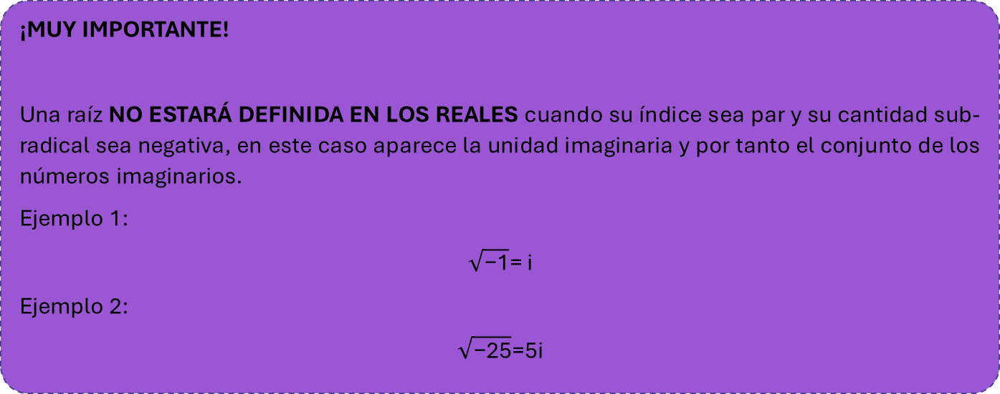 ¡MUY IMPORTANTE!
Una raíz NO ESTARÁ DEFINIDA EN LOS REALES cuando su índice sea par y su cantidad sub-
radical sea negativa, en este caso aparece la unidad imaginaria y por tanto el conjunto de los
números imaginarios.
Ejemplo 1:
√−1= i
Ejemplo 2:
√−25=5i